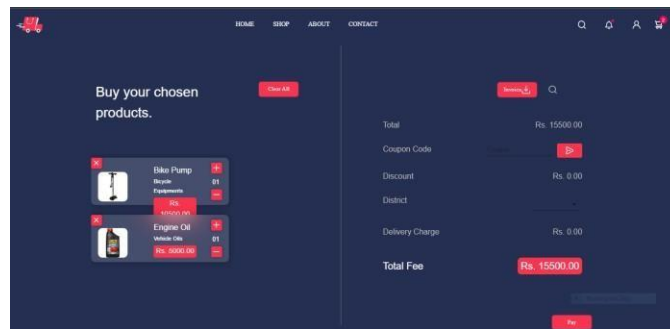 HOME SHOP ABOUT CONTACT
Buy your chosen
products.
Clear All
Bike Pump
Bicycle
Equipments
01
Rs.
10500.00
Engine Oil
Vehicle Oils
01
Rs. 5000.00
Total Rs. 15500.00
Coupon Code
Discount Rs. 0.00
District
Delivery Charge Rs. 0.00
Total Fee Rs. 15500.00
Pay